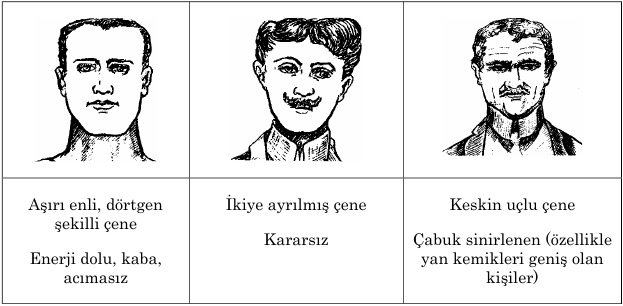 Aşırı enli, dörtgen
şekilli çene
Enerji dolu, kaba,
acımasız
İkiye ayrılmış çene
Kararsız
Keskin uçlu çene
Çabuk sinirlenen (özellikle
yan kemikleri geniş olan
kişiler)